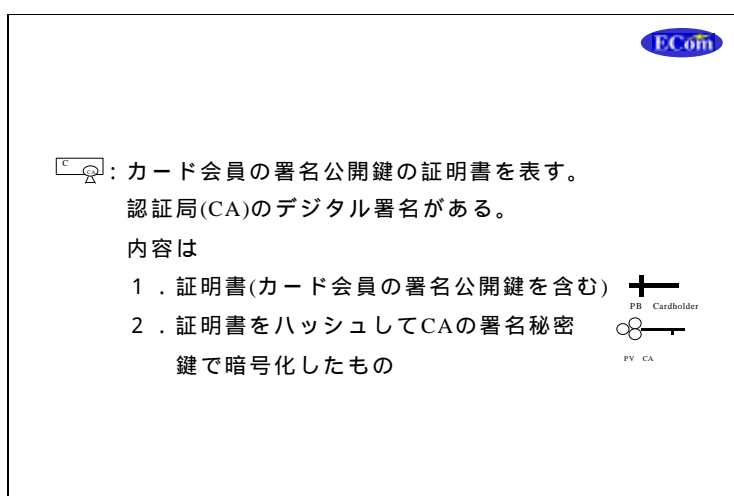 ECom
C CA : カード会員の署名公開鍵の証明書を表す。
認証局(CA)のデジタル署名がある。
内容は
１．証明書(カード会員の署名公開鍵を含む)
PB Cardholder
２．証明書をハッシュしてCAの署名秘密
鍵で暗号化したもの
PV CA